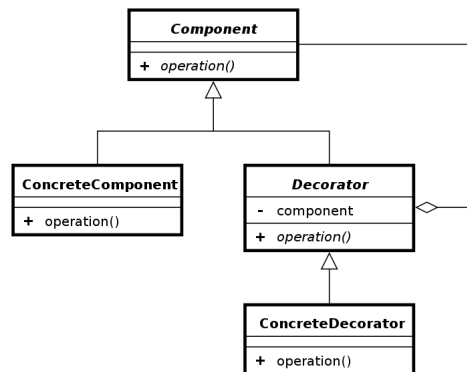 Component
+ operation()
ConcreteComponent
+ operation()
Decorator
- component
+ operation()
ConcreteDecorator
+ operation()